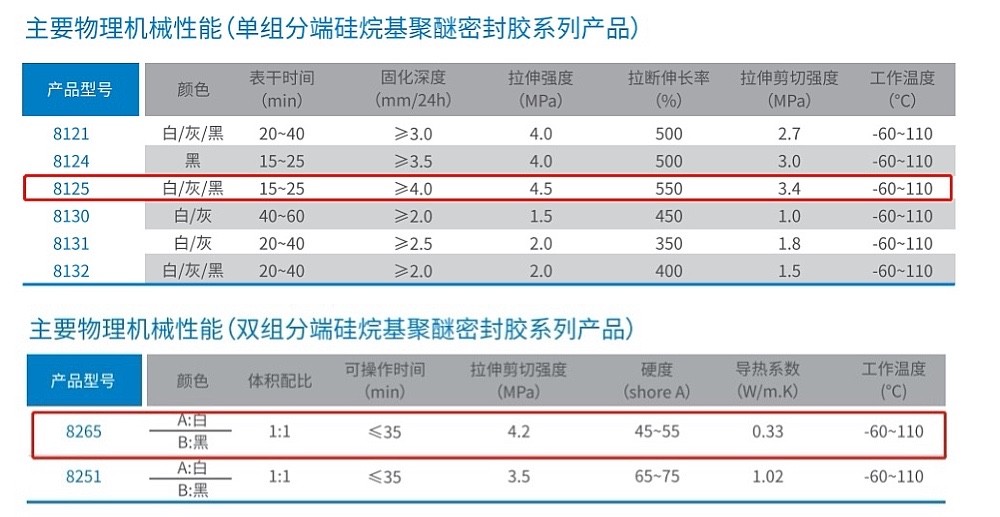 主要物理机械性能(单组分端硅烷基聚醚密封胶系列产品)
产品型号 颜色 表干时间 (min) 固化深度 (mm/24h) 拉伸强度 (MPa) 拉断伸长率 (%) 拉伸剪切强度 (MPa) 工作温度 (℃)
8121 白/灰/黑 20~40 ≥3.0 4.0 500 2.7 -60~110
8124 黑 15~25 ≥3.5 4.0 500 3.0 -60~110
8125 白/灰/黑 15~25 ≥4.0 4.5 550 3.4 -60~110
8130 白/灰 40~60 ≥2.0 1.5 450 1.0 -60~110
8131 白/灰 20~40 ≥2.5 2.0 350 1.8 -60~110
8132 白/灰/黑 20~40 ≥2.0 2.0 400 1.5 -60~110
主要物理机械性能(双组分端硅烷基聚醚密封胶系列产品)
产品型号 颜色 体积配比 可操作时间 (min) 拉伸剪切强度 (MPa) 硬度 (shore A) 导热系数 (W/m.K) 工作温度 (℃)
8265 A:白 B:黑 1:1 ≤35 4.2 45~55 0.33 -60~110
8251 A:白 B:黑 1:1 ≤35 3.5 65~75 1.02 -60~110